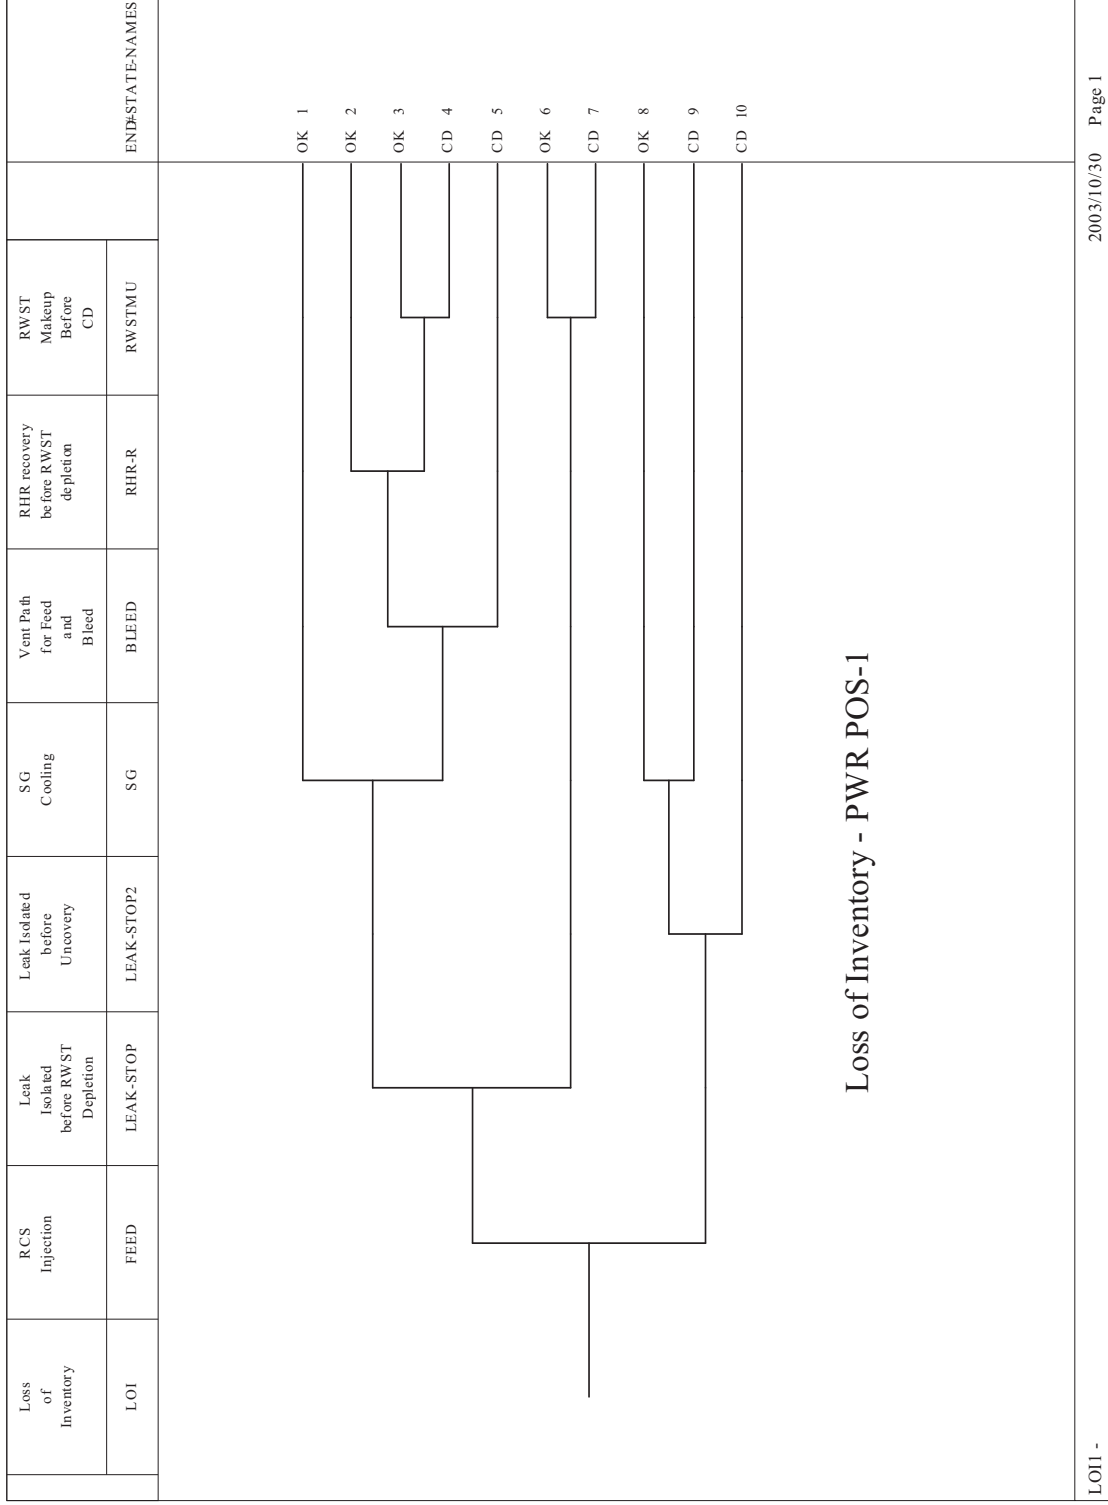 Loss
of
Inventory
RCS
Injection
Leak
Isolated
before RWST
Depletion
Leak Isolated
before
Uncovery
SG
Cooling
Vent Path
for Feed
and
Bleed
RHR recovery
before RWST
depletion
RWST
Makeup
Before
CD
LOI
FEED
LEAK-STOP
LEAK-STOP2
SG
BLEED
RHR-R
RWSTMU
END#STATE-NAMES
OK 1
OK 2
OK 3
CD 4
CD 5
OK 6
CD 7
OK 8
CD 9
CD 10
Loss of Inventory - PWR POS-1
LOI1 - 2003/10/30 Page 1